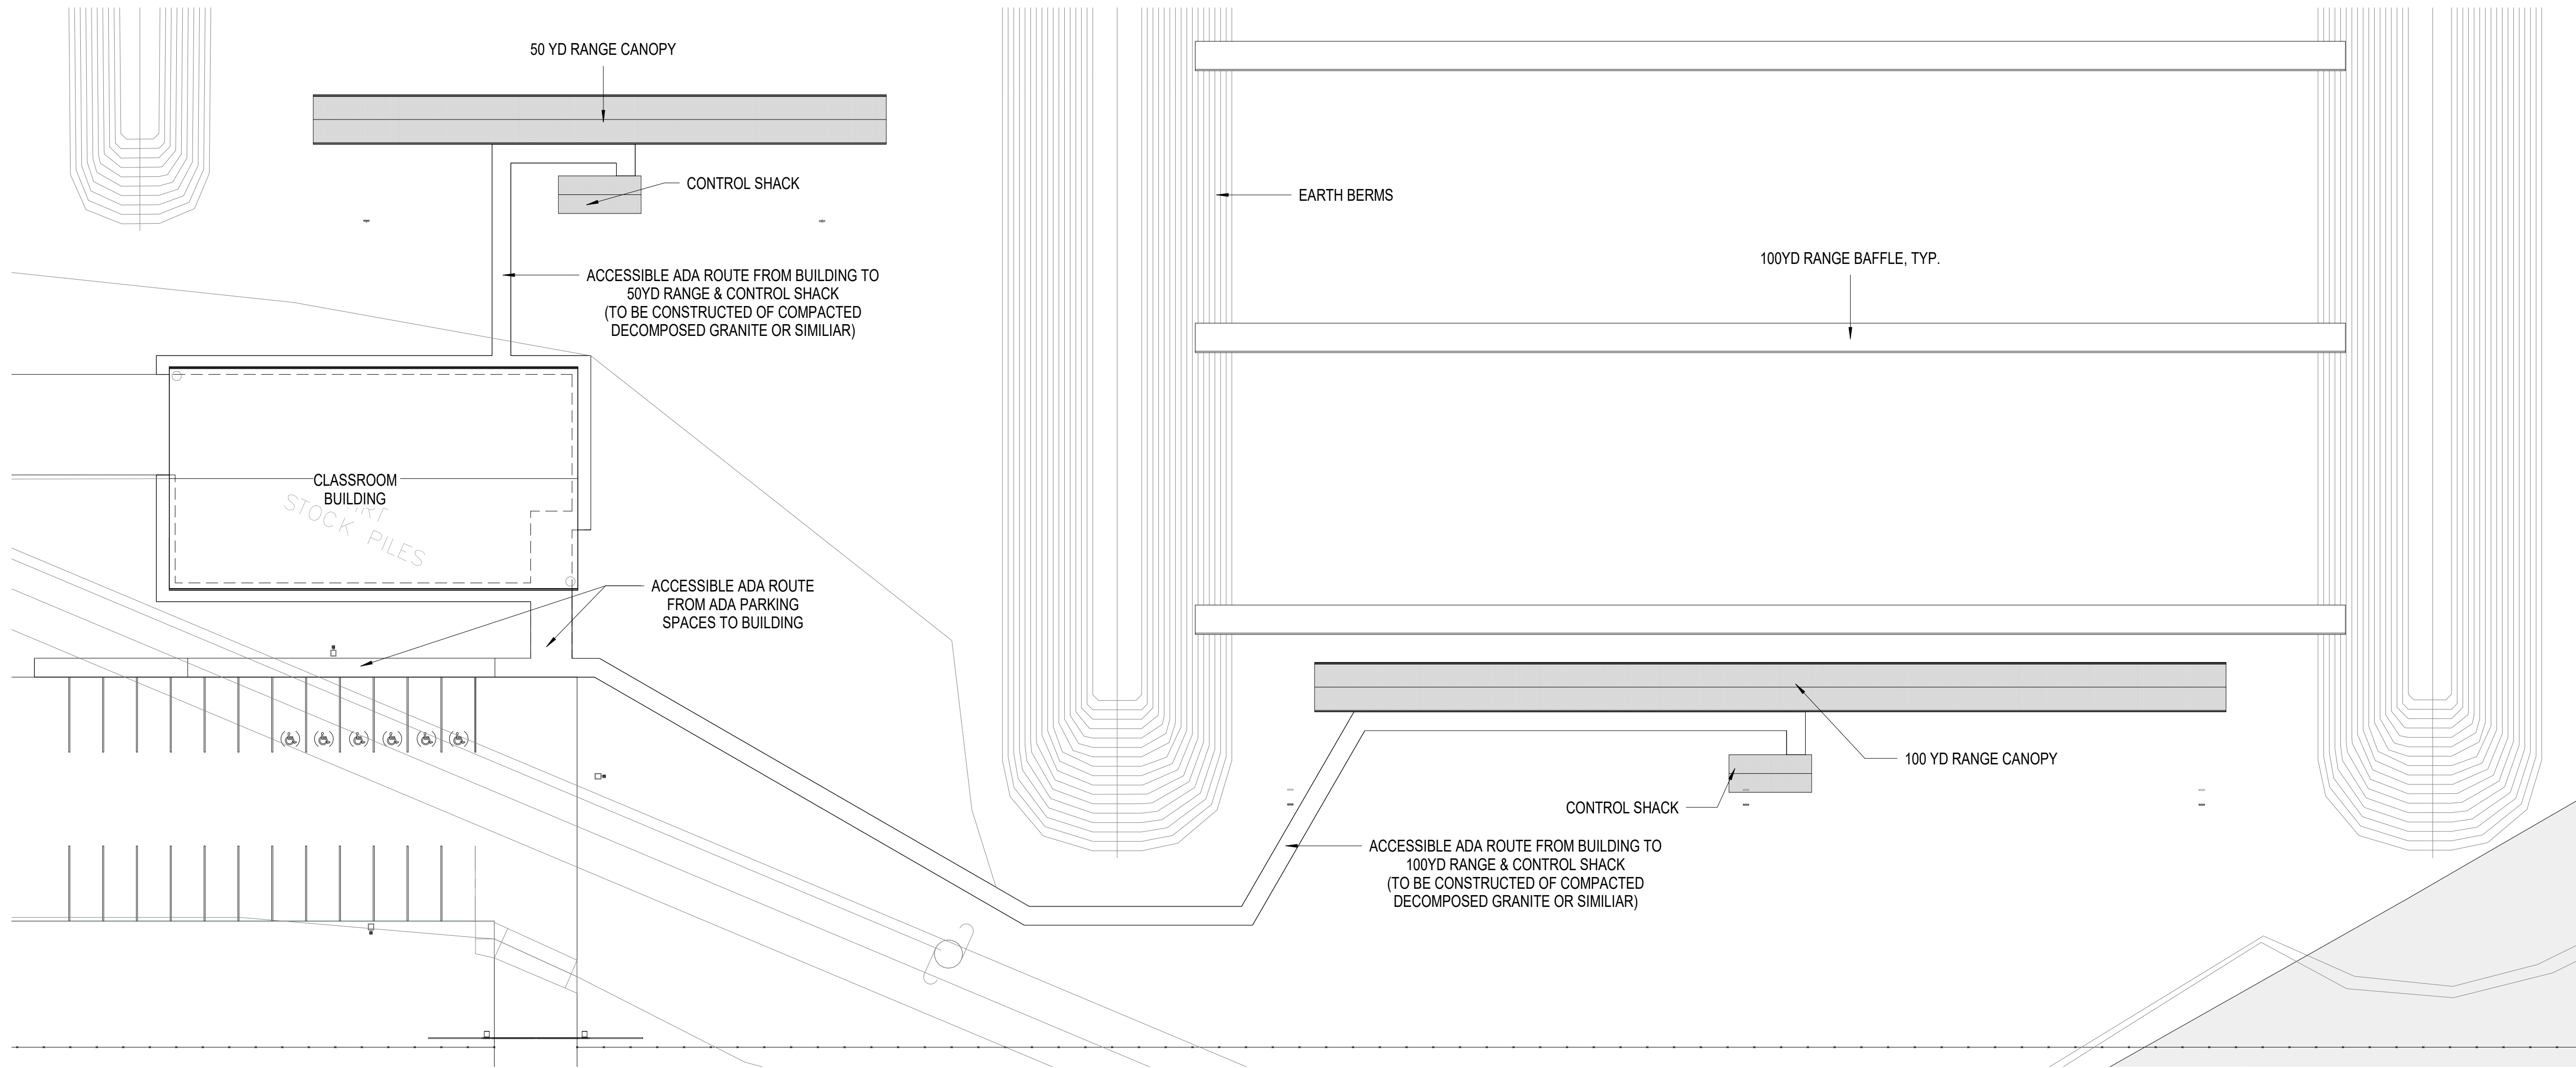 50 YD RANGE CANOPY
CONTROL SHACK
EARTH BERMS
100YD RANGE BAFFLE, TYP.
ACCESSIBLE ADA ROUTE FROM BUILDING TO
50YD RANGE & CONTROL SHACK
(TO BE CONSTRUCTED OF COMPACTED
DECOMPOSED GRANITE OR SIMILIAR)
CLASSROOM
BUILDING
STOCK PILES
ACCESSIBLE ADA ROUTE
FROM ADA PARKING
SPACES TO BUILDING
100 YD RANGE CANOPY
CONTROL SHACK
ACCESSIBLE ADA ROUTE FROM BUILDING TO
100YD RANGE & CONTROL SHACK
(TO BE CONSTRUCTED OF COMPACTED
DECOMPOSED GRANITE OR SIMILIAR)